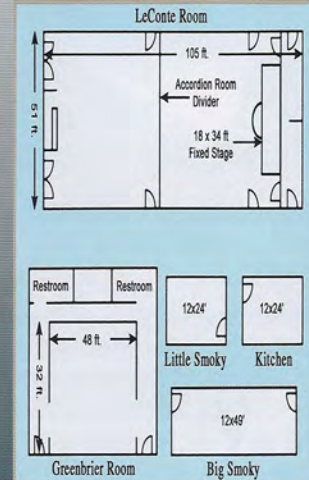 LeConte Room
105 ft.
51 ft.
Accordion Room
Divider
18 x 34 ft
Fixed Stage
Restroom
Restroom
48 ft.
32 ft.
Greenbrier Room
12x24'
Little Smoky
12x24'
Kitchen
12x49'
Big Smoky